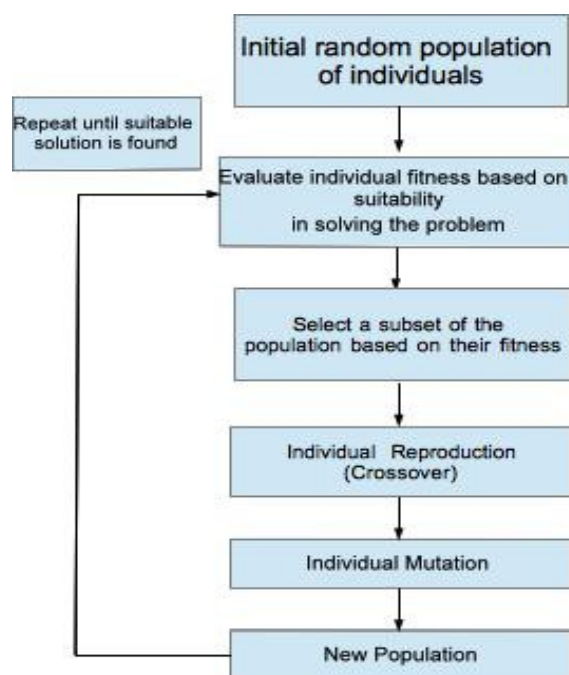 Initial random population
of individuals
Repeat until suitable
solution is found
Evaluate individual fitness based on
suitability
in solving the problem
Select a subset of the
population based on their fitness
Individual Reproduction
(Crossover)
Individual Mutation
New Population